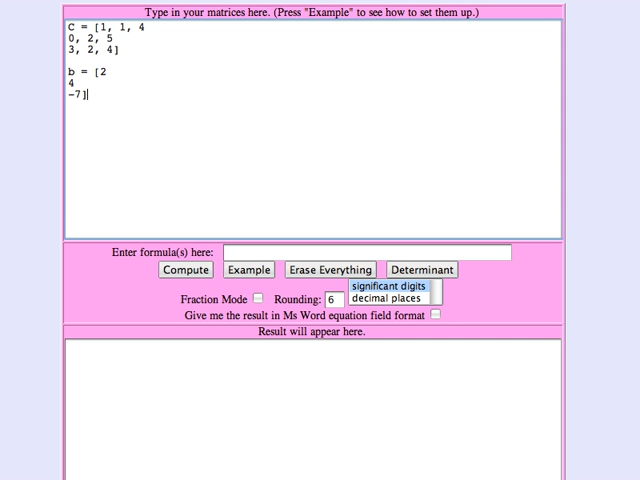 Type in your matrices here. (Press "Example" to see how to set them up.)
C = [1, 1, 4
0, 2, 5
3, 2, 4]
b = [2
4
-7]
Enter formula(s) here:
Compute Example Erase Everything Determinant
Fraction Mode Rounding: 6 significant digits
decimal places
Give me the result in Ms Word equation field format
Result will appear here.